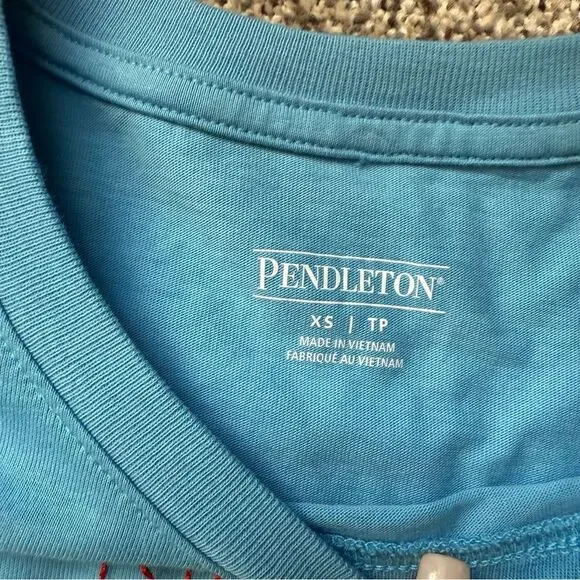 PENDLETON®
XS | TP
MADE IN VIETNAM
FABRIQUÉ AU VIETNAM